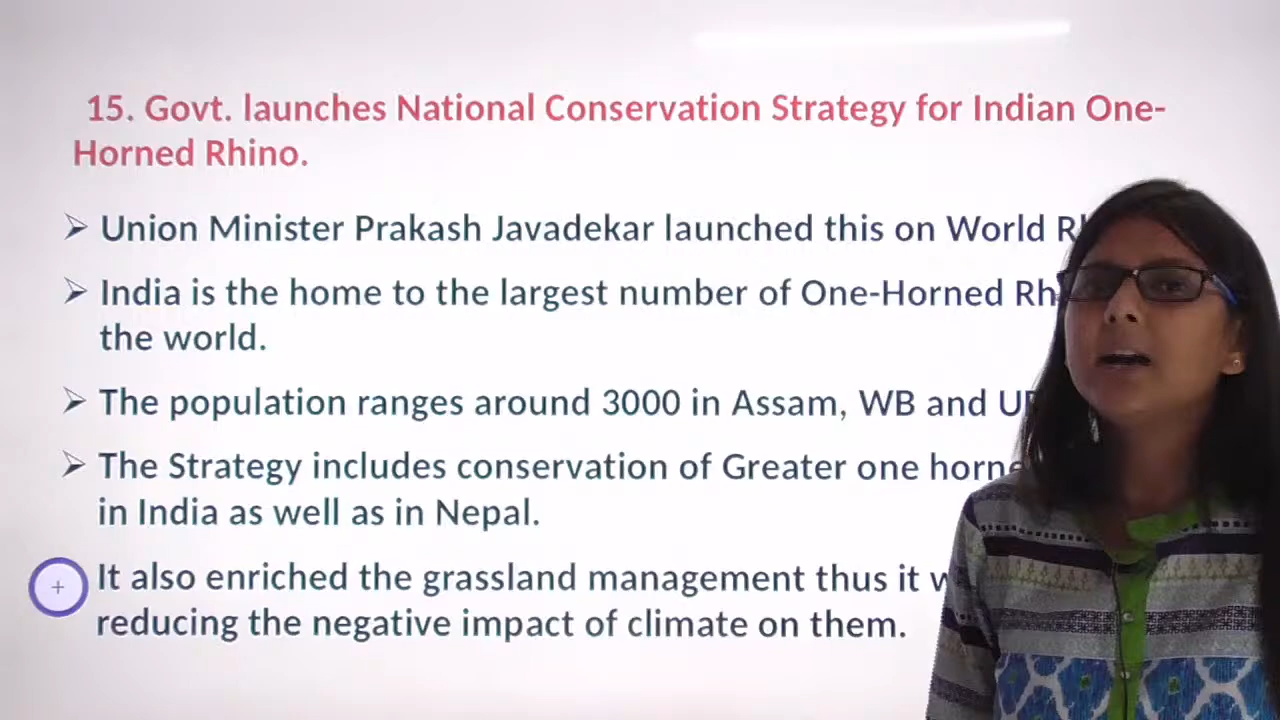 15. Govt. launches National Conservation Strategy for Indian One-
Horned Rhino.
➢ Union Minister Prakash Javadekar launched this on World
➢ India is the home to the largest number of One-Horned
the world.
➢ The population ranges around 3000 in Assam, WB and
➢ The Strategy includes conservation of Greater one
in India as well as in Nepal.
It also enriched the grassland management thus it
reducing the negative impact of climate on them.